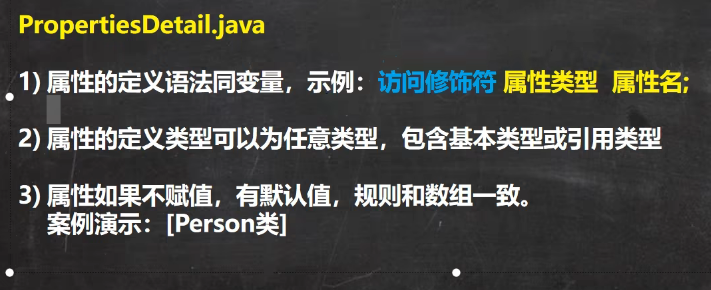 PropertiesDetail.java
1) 属性的定义语法同变量，示例：访问修饰符 属性类型 属性名;
2) 属性的定义类型可以为任意类型，包含基本类型或引用类型
3) 属性如果不赋值，有默认值，规则和数组一致。
案例演示：[Person类]